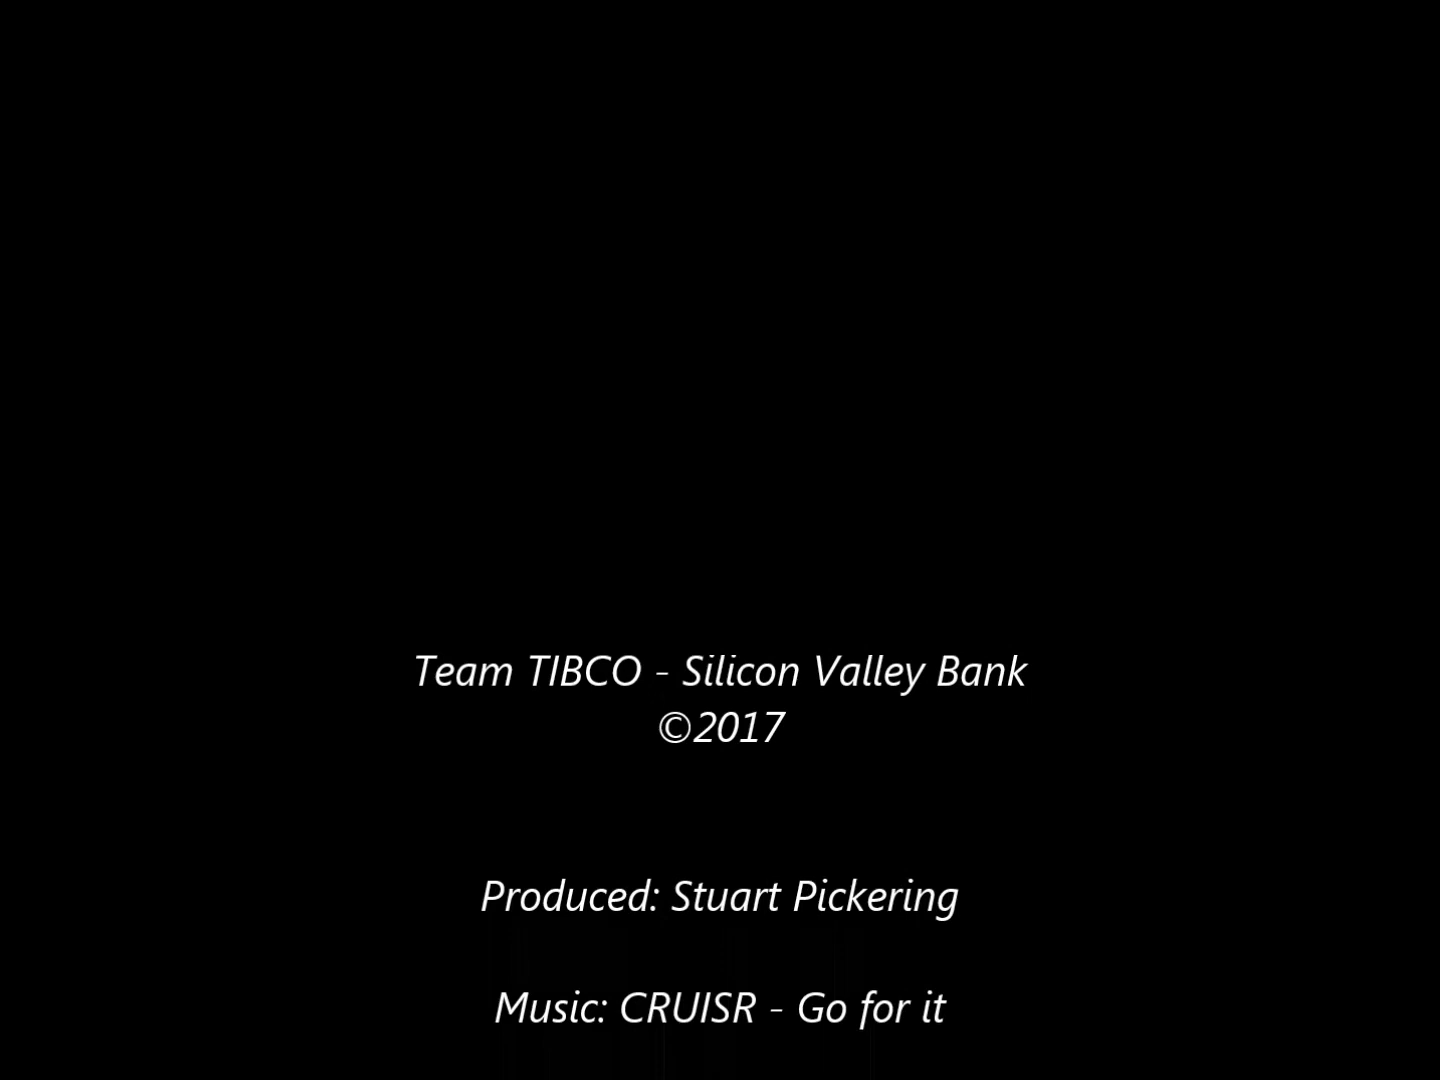 Team TIBCO - Silicon Valley Bank
©2017
Produced: Stuart Pickering
Music: CRUISR - Go for it